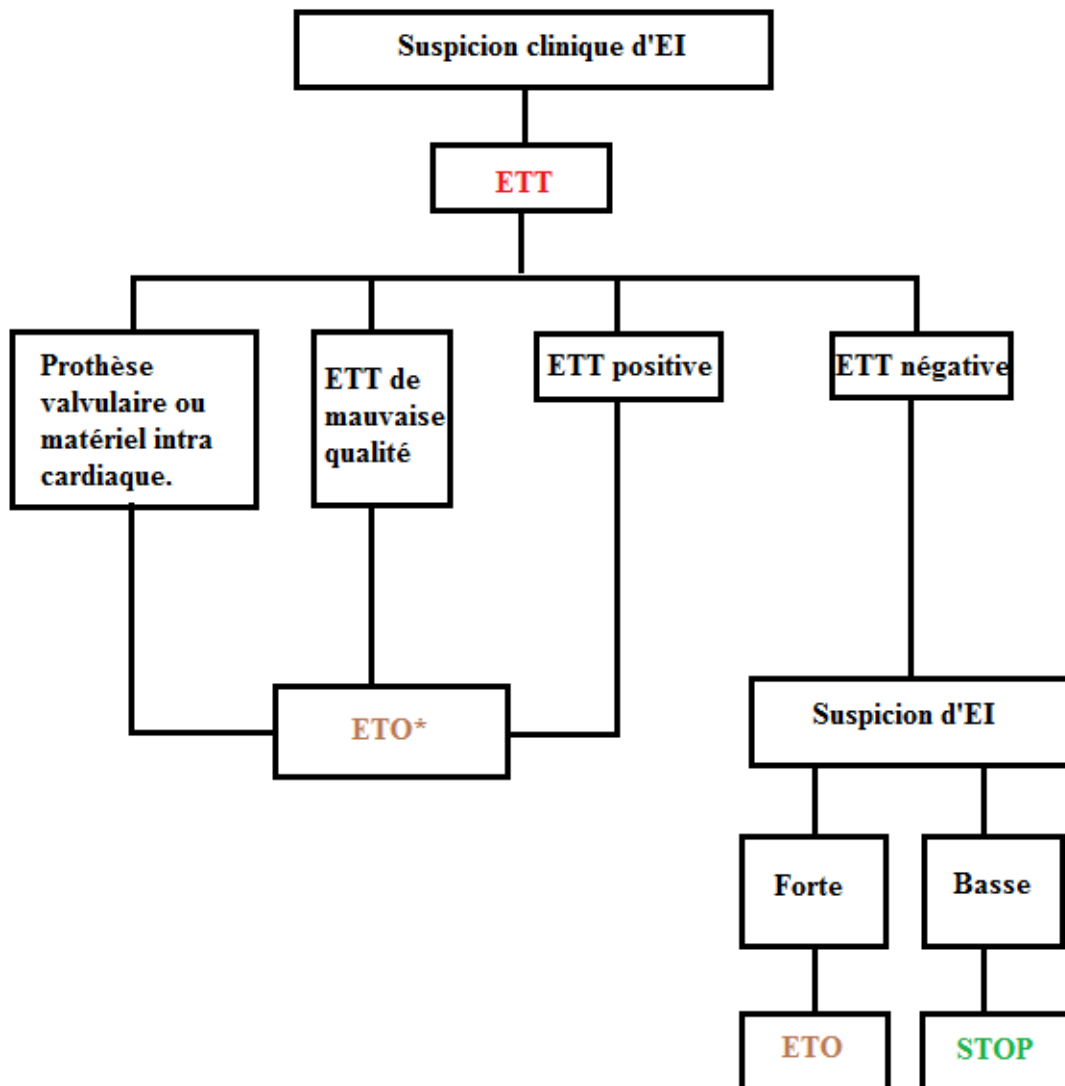 Suspicion clinique d'EI
ETT
Prothèse
valvulaire ou
matériel intra
cardiaque.
ETT de
mauvaise
qualité
ETT positive
ETT négative
ETO*
Suspicion d'EI
Forte
Basse
ETO
STOP